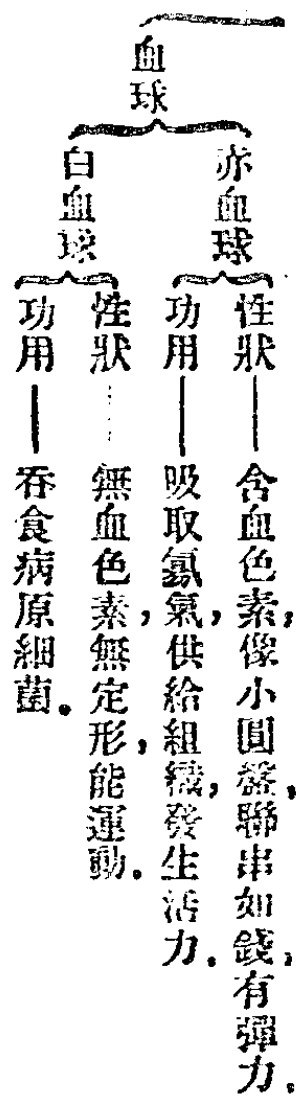 血球
赤血球
性狀——含血色素,像小圓盤,聯串如錢,有彈力。
功用——吸取氯氣,供給組織,發生活力。
白血球
性狀……無血色素,無定形,能運動。
功用——吞食病原細菌。